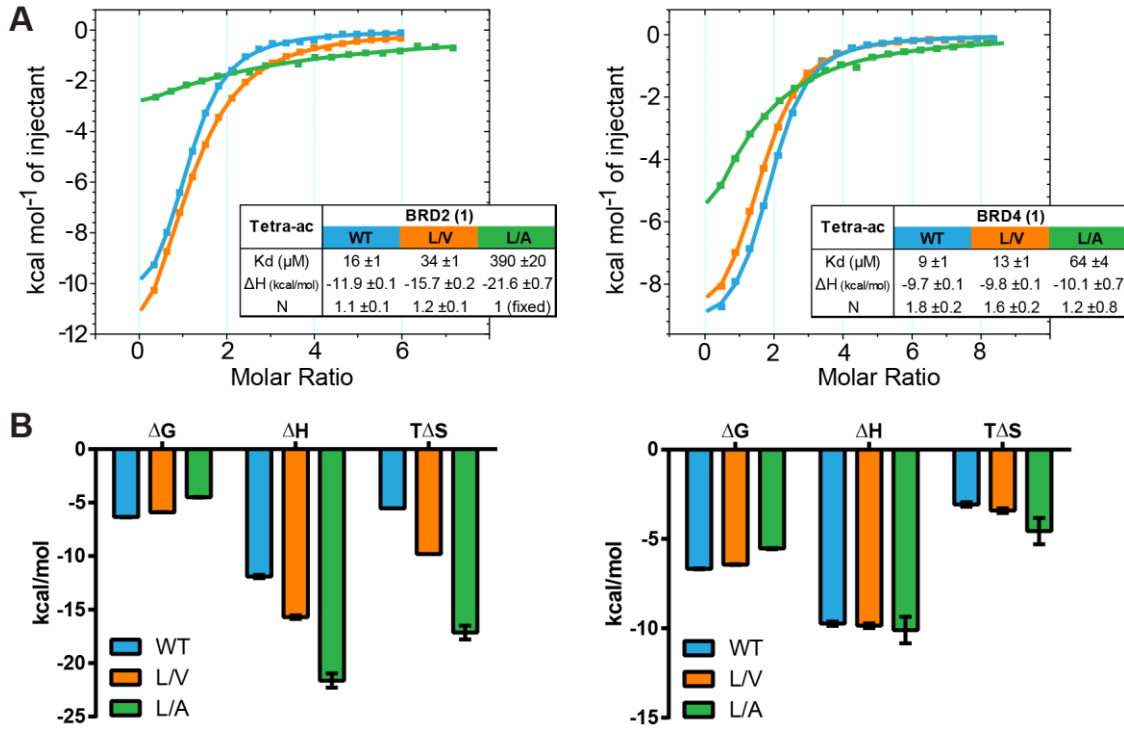 A
kcal mol-1 of injectant
0
-2
-4
-6
-8
-10
-12
0 2 4 6
Molar Ratio
Tetra-ac BRD2 (1)
WT L/V L/A
Kd (µM) 16 ±1 34 ±1 390 ±20
ΔH (kcal/mol) -11.9 ±0.1 -15.7 ±0.2 -21.6 ±0.7
N 1.1 ±0.1 1.2 ±0.1 1 (fixed)
kcal mol-1 of injectant
0
-2
-4
-6
-8
0 2 4 6 8
Molar Ratio
Tetra-ac BRD4 (1)
WT L/V L/A
Kd (µM) 9 ±1 13 ±1 64 ±4
ΔH (kcal/mol) -9.7 ±0.1 -9.8 ±0.1 -10.1 ±0.7
N 1.8 ±0.2 1.6 ±0.2 1.2 ±0.8
B
ΔG ΔH TΔS
kcal/mol
0
-5
-10
-15
-20
-25
WT
L/V
L/A
ΔG ΔH TΔS
kcal/mol
0
-5
-10
-15
WT
L/V
L/A